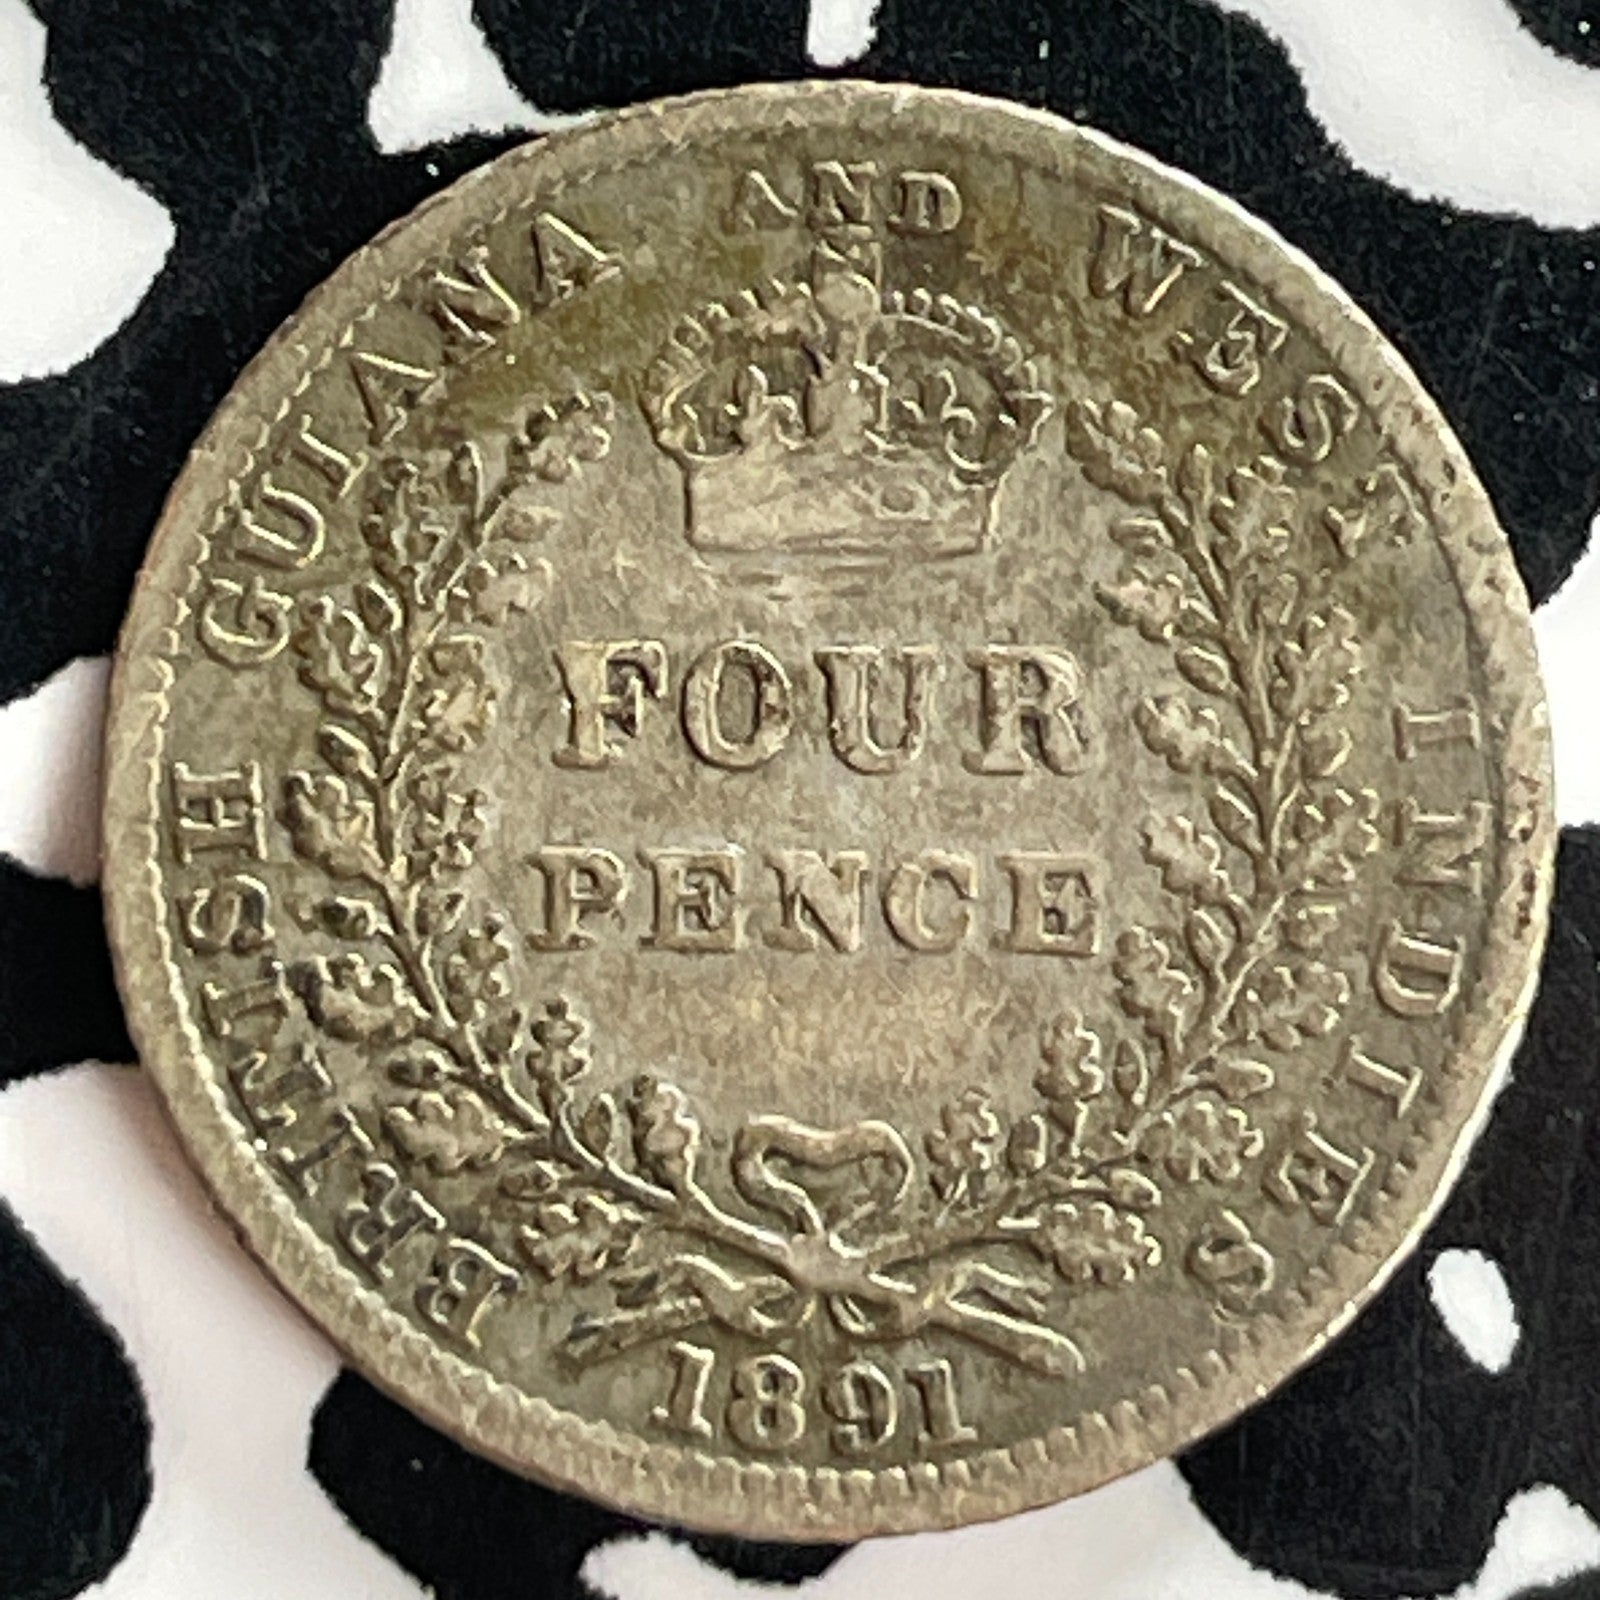 BRITISH GUIANA AND WEST INDIES
FOUR
PENCE
1891